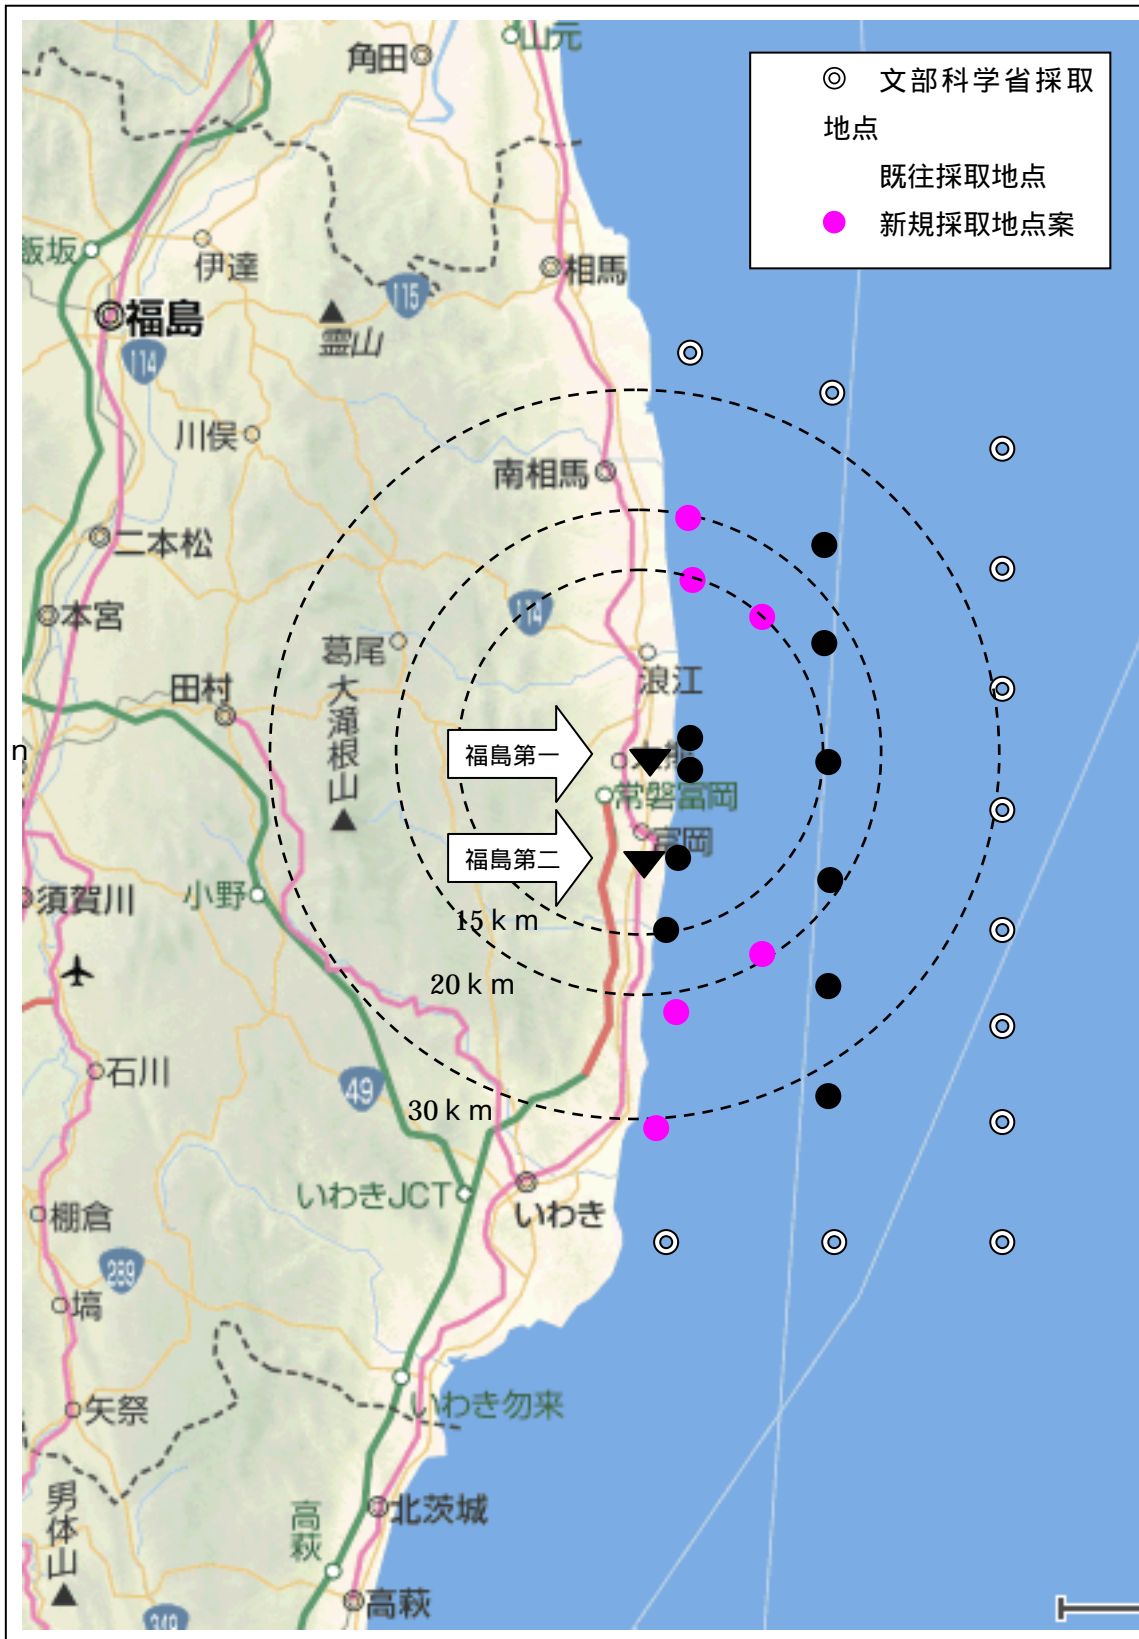 山元
角田
◎ 文部科学省採取
地点
既往採取地点
● 新規採取地点案
飯坂
伊達
相馬
115
福島
霊山
114
川俣
南相馬
二本松
114
本宮
葛尾
浪江
田村
大滝根山
n
福島第一
大熊
常磐富岡
富岡
福島第二
小野
須賀川
15ｋｍ
20ｋｍ
石川
49
30ｋｍ
いわきJCT
いわき
棚倉
289
塙
いわき勿来
矢祭
男体山
北茨城
高萩
高萩
349